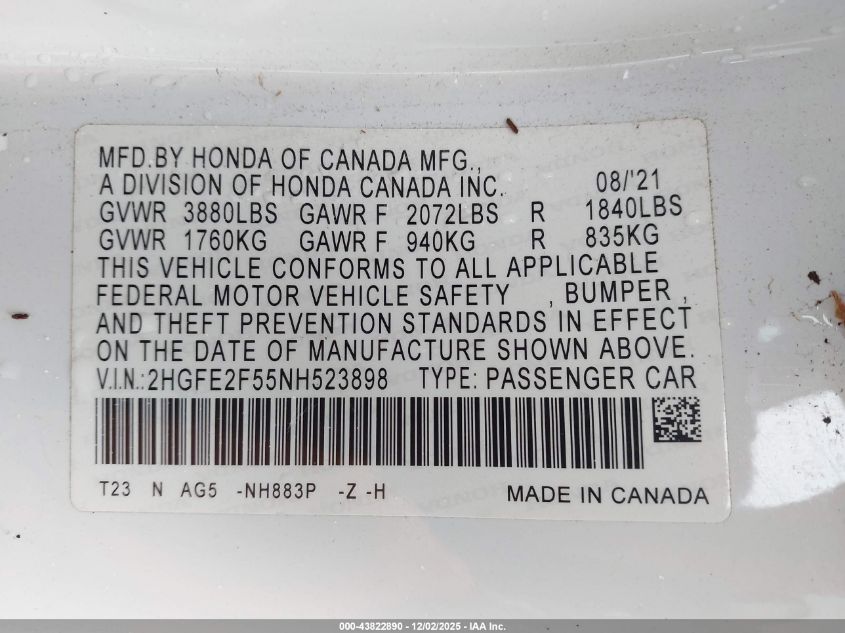 MFD.BY HONDA OF CANADA MFG.,
A DIVISION OF HONDA CANADA INC. 08/'21
GVWR 3880LBS GAWR F 2072LBS R 1840LBS
GVWR 1760KG GAWR F 940KG R 835KG
THIS VEHICLE CONFORMS TO ALL APPLICABLE
FEDERAL MOTOR VEHICLE SAFETY , BUMPER ,
AND THEFT PREVENTION STANDARDS IN EFFECT
ON THE DATE OF MANUFACTURE SHOWN ABOVE.
V.I.N.:2HGFE2F55NH523898 TYPE: PASSENGER CAR
T23 N AG5 -NH883P -Z -H MADE IN CANADA
000-43822890 - 12/02/2025 - IAA Inc.